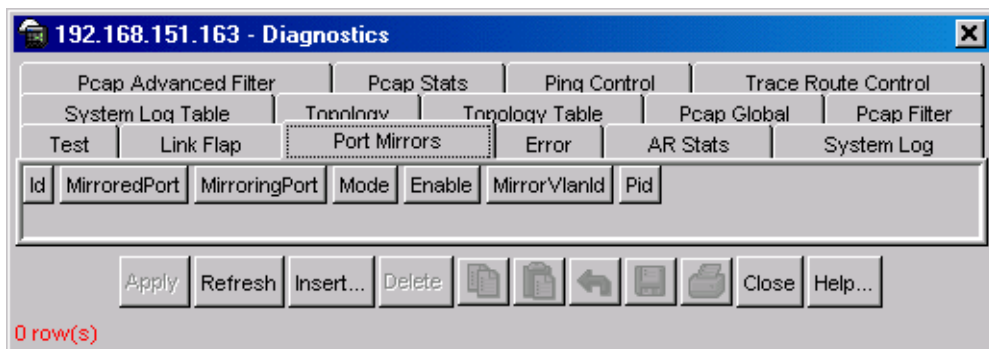 192.168.151.163 - Diagnostics
Pcap Advanced Filter Pcap Stats Ping Control Trace Route Control
System Log Table Topology Topology Table Pcap Global Pcap Filter
Test Link Flap Port Mirrors Error AR Stats System Log
Id MirroredPort MirroringPort Mode Enable MirrorVlanId Pid
Apply Refresh Insert... Delete Close Help...
0 row(s)